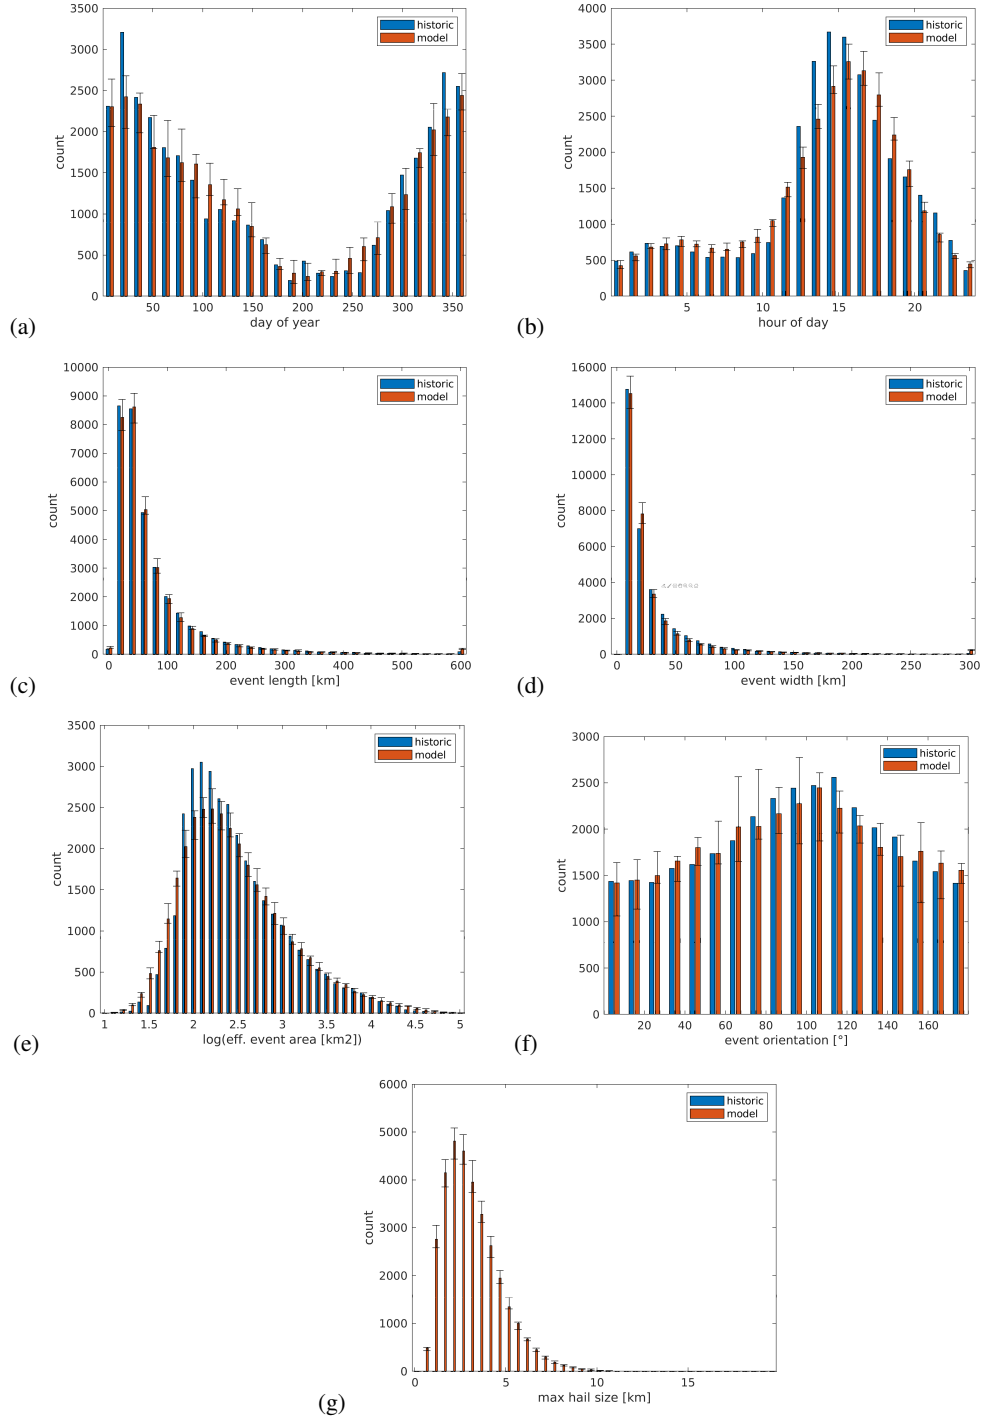 3500
3000
2500
2000
1500
1000
500
0
count
50 100 150 200 250 300 350
day of year
historic
model
(a)
4000
3500
3000
2500
2000
1500
1000
500
0
count
5 10 15 20
hour of day
historic
model
(b)
10000
9000
8000
7000
6000
5000
4000
3000
2000
1000
0
count
0 100 200 300 400 500 600
event length [km]
historic
model
(c)
16000
14000
12000
10000
8000
6000
4000
2000
0
count
0 50 100 150 200 250 300
event width [km]
historic
model
(d)
3500
3000
2500
2000
1500
1000
500
0
count
1 1.5 2 2.5 3 3.5 4 4.5 5
log(eff. event area [km2])
historic
model
(e)
3000
2500
2000
1500
1000
500
0
count
20 40 60 80 100 120 140 160
event orientation [°]
historic
model
(f)
6000
5000
4000
3000
2000
1000
0
count
0 5 10 15
max hail size [km]
historic
model
(g)